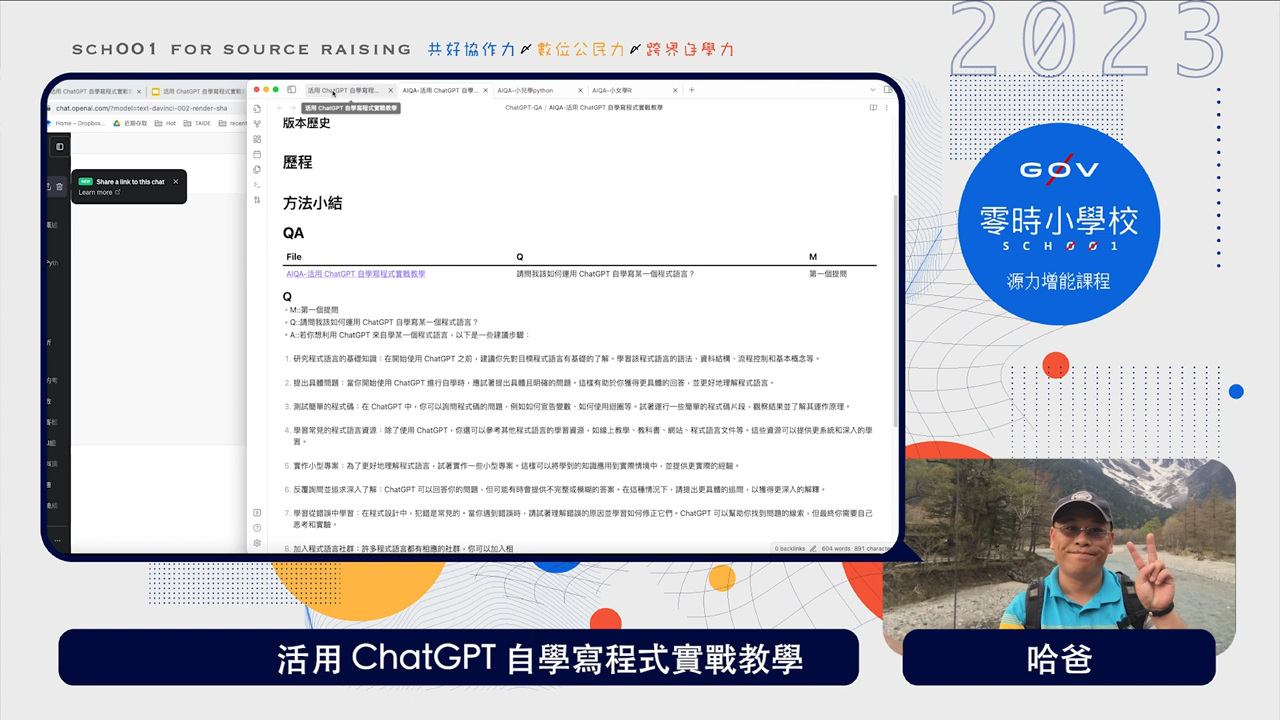 SCH001 FOR SOURCE RAISING 共好協作力 數位公民力 跨界自學力
2023
活用 ChatGPT 自學寫程式實戰教學
活用 ChatGPT 自學寫程...
AIQA-活用 ChatGPT 自學...
AIQA-小兒學python
AIQA-小女學R
chat.openai.com/?model=text-davinci-002-render-sha
活用 ChatGPT 自學寫程式實戰教學
ChatGPT-QA / AIQA-活用 ChatGPT 自學寫程式實戰教學
Home – Dropbox...
近期存取
Hot
TAIDE
recent
Share a link to this chat
Learn more
版本歷史
歷程
方法小結
QA
File Q M
AIQA-活用 ChatGPT 自學寫程式實戰教學 請問我該如何運用 ChatGPT 自學寫某一個程式語言？ 第一個提問
Q
M::第一個提問
Q::請問我該如何運用 ChatGPT 自學寫某一個程式語言？
A::若你想利用 ChatGPT 來自學某一個程式語言，以下是一些建議步驟：
1. 研究程式語言的基礎知識：在開始使用 ChatGPT 之前，建議你先對目標程式語言有基礎的了解。學習該程式語言的語法、資料結構、流程控制和基本概念等。
2. 提出具體問題：當你開始使用 ChatGPT 進行自學時，應試著提出具體且明確的問題。這樣有助於你獲得更具體的回答，並更好地理解程式語言。
3. 測試簡單的程式碼：在 ChatGPT 中，你可以詢問程式碼的問題，例如如何宣告變數、如何使用迴圈等。試著運行一些簡單的程式碼片段，觀察結果並了解其運作原理。
4. 學習常見的程式語言資源：除了使用 ChatGPT，你還可以參考其他程式語言的學習資源，如線上教學、教科書、網站、程式語言文件等。這些資源可以提供更系統和深入的學
習。
5. 實作小型專案：為了更好地理解程式語言，試著實作一些小型專案。這樣可以將學到的知識應用到實際情境中，並提供更實際的經驗。
6. 反覆詢問並追求深入了解：ChatGPT 可以回答你的問題，但可能有時會提供不完整或模糊的答案。在這種情況下，請提出更具體的追問，以獲得更深入的解釋。
7. 學習從錯誤中學習：在程式設計中，犯錯是常見的。當你遇到錯誤時，請試著理解錯誤的原因並學習如何修正它們。ChatGPT 可以幫助你找到問題的線索，但最終你需要自己
思考和實驗。
8. 加入程式語言社群：許多程式語言都有相應的社群，你可以加入相
0 backlinks 604 words 891 characte
G0V
零時小學校
SCH001
源力增能課程
活用 ChatGPT 自學寫程式實戰教學
哈爸